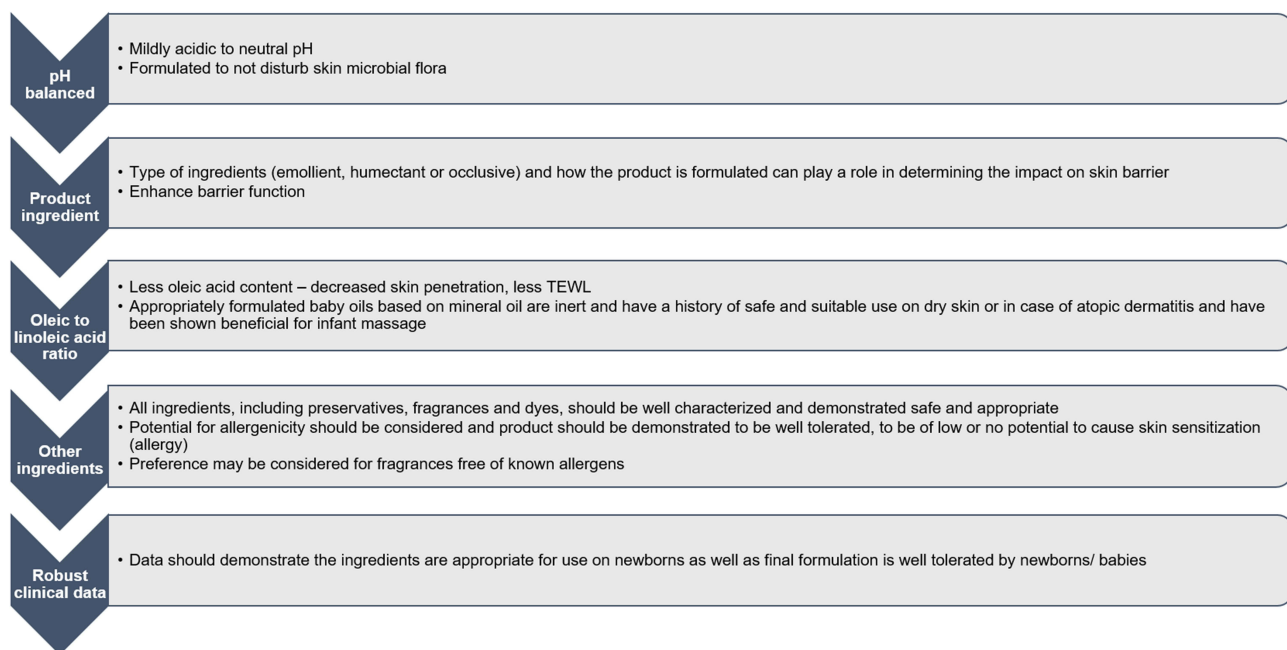 pH
balanced
• Mildly acidic to neutral pH
• Formulated to not disturb skin microbial flora
Product
ingredient
• Type of ingredients (emollient, humectant or occlusive) and how the product is formulated can play a role in determining the impact on skin barrier
• Enhance barrier function
Oleic to
linoleic acid
ratio
• Less oleic acid content – decreased skin penetration, less TEWL
• Appropriately formulated baby oils based on mineral oil are inert and have a history of safe and suitable use on dry skin or in case of atopic dermatitis and have
been shown beneficial for infant massage
Other
ingredients
• All ingredients, including preservatives, fragrances and dyes, should be well characterized and demonstrated safe and appropriate
• Potential for allergenicity should be considered and product should be demonstrated to be well tolerated, to be of low or no potential to cause skin sensitization
(allergy)
• Preference may be considered for fragrances free of known allergens
Robust
clinical data
• Data should demonstrate the ingredients are appropriate for use on newborns as well as final formulation is well tolerated by newborns/ babies